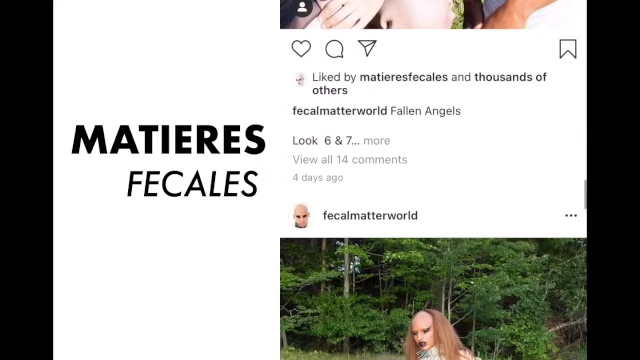 MATIERES
FECALES
Liked by matieresfecales and thousands of
others
fecalmatterworld Fallen Angels
Look 6 & 7... more
View all 14 comments
4 days ago
fecalmatterworld